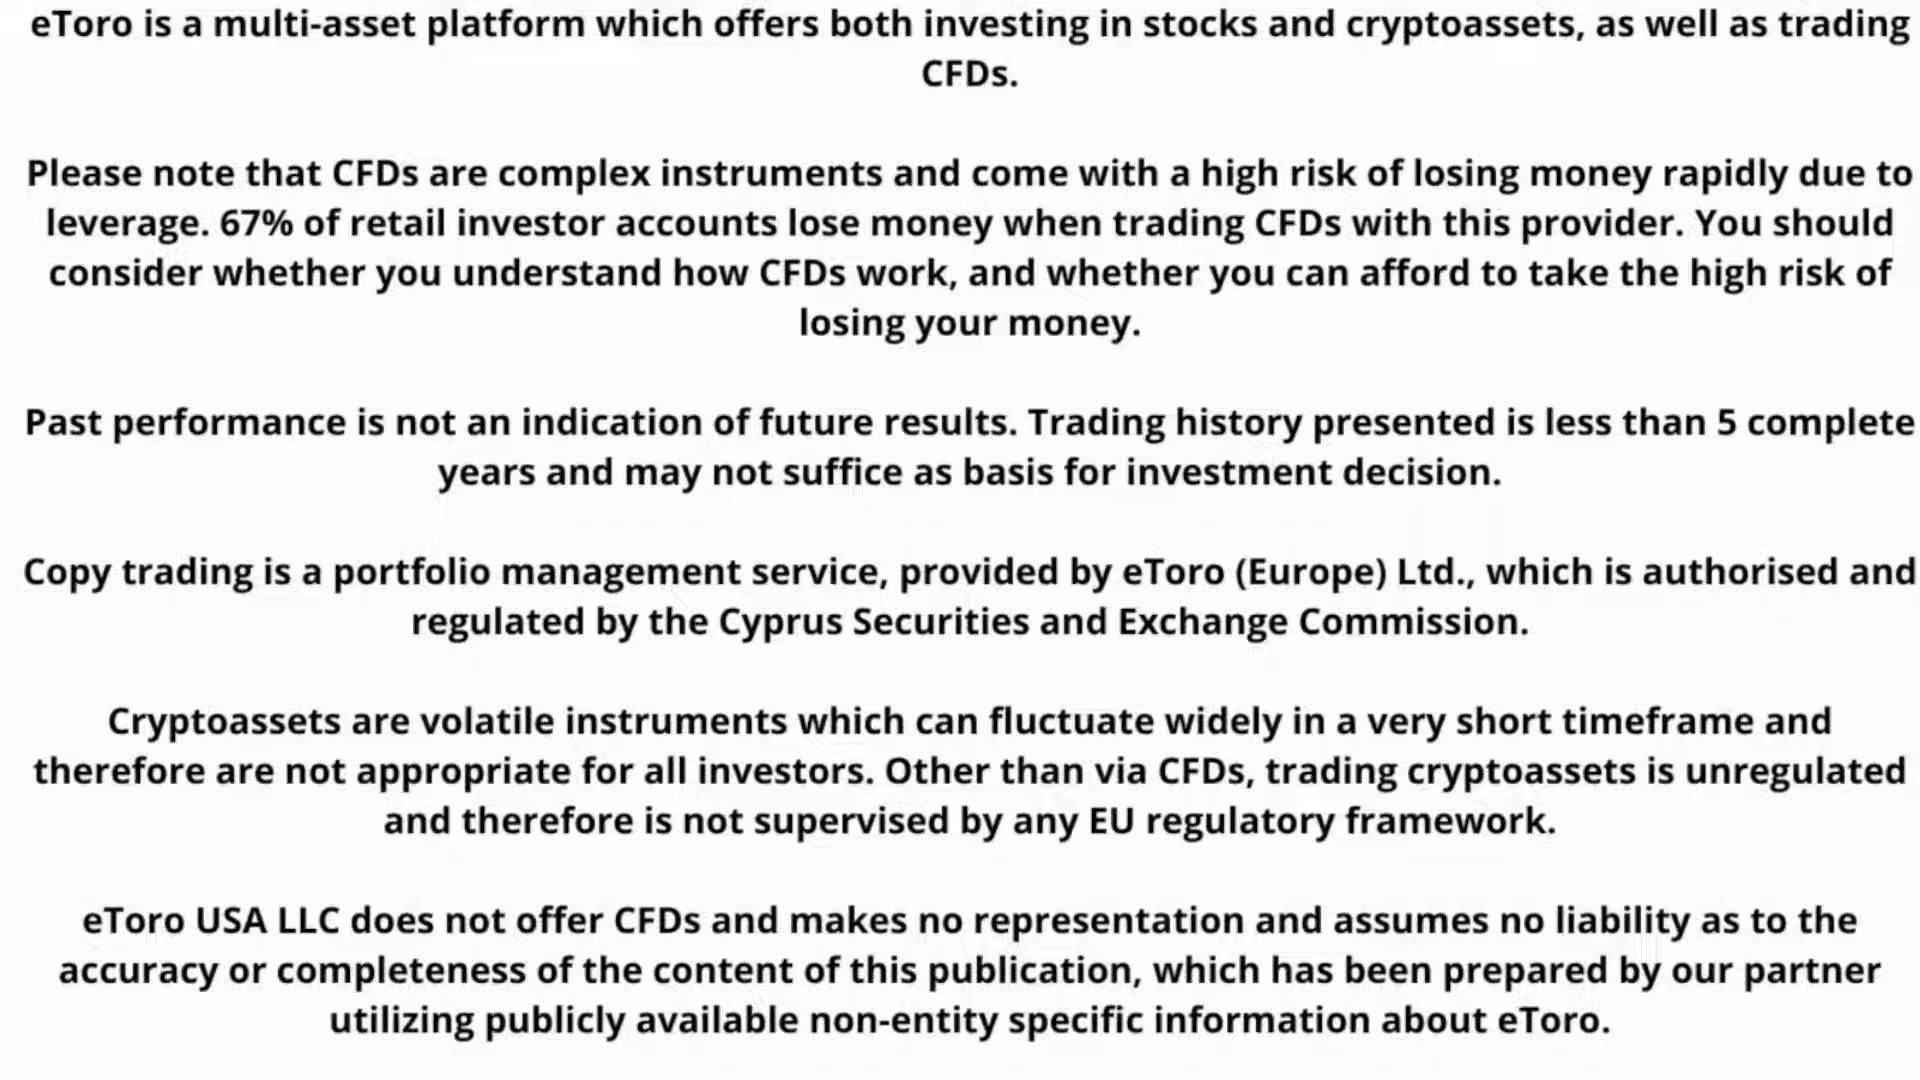 eToro is a multi-asset platform which offers both investing in stocks and cryptoassets, as well as trading
CFDs.
Please note that CFDs are complex instruments and come with a high risk of losing money rapidly due to
leverage. 67% of retail investor accounts lose money when trading CFDs with this provider. You should
consider whether you understand how CFDs work, and whether you can afford to take the high risk of
losing your money.
Past performance is not an indication of future results. Trading history presented is less than 5 complete
years and may not suffice as basis for investment decision.
Copy trading is a portfolio management service, provided by eToro (Europe) Ltd., which is authorised and
regulated by the Cyprus Securities and Exchange Commission.
Cryptoassets are volatile instruments which can fluctuate widely in a very short timeframe and
therefore are not appropriate for all investors. Other than via CFDs, trading cryptoassets is unregulated
and therefore is not supervised by any EU regulatory framework.
eToro USA LLC does not offer CFDs and makes no representation and assumes no liability as to the
accuracy or completeness of the content of this publication, which has been prepared by our partner
utilizing publicly available non-entity specific information about eToro.